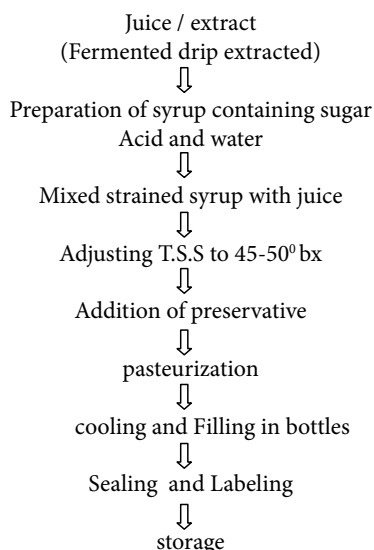 Juice / extract
(Fermented drip extracted)
Preparation of syrup containing sugar
Acid and water
Mixed strained syrup with juice
Adjusting T.S.S to 45-50⁰ bx
Addition of preservative
pasteurization
cooling and Filling in bottles
Sealing and Labeling
storage